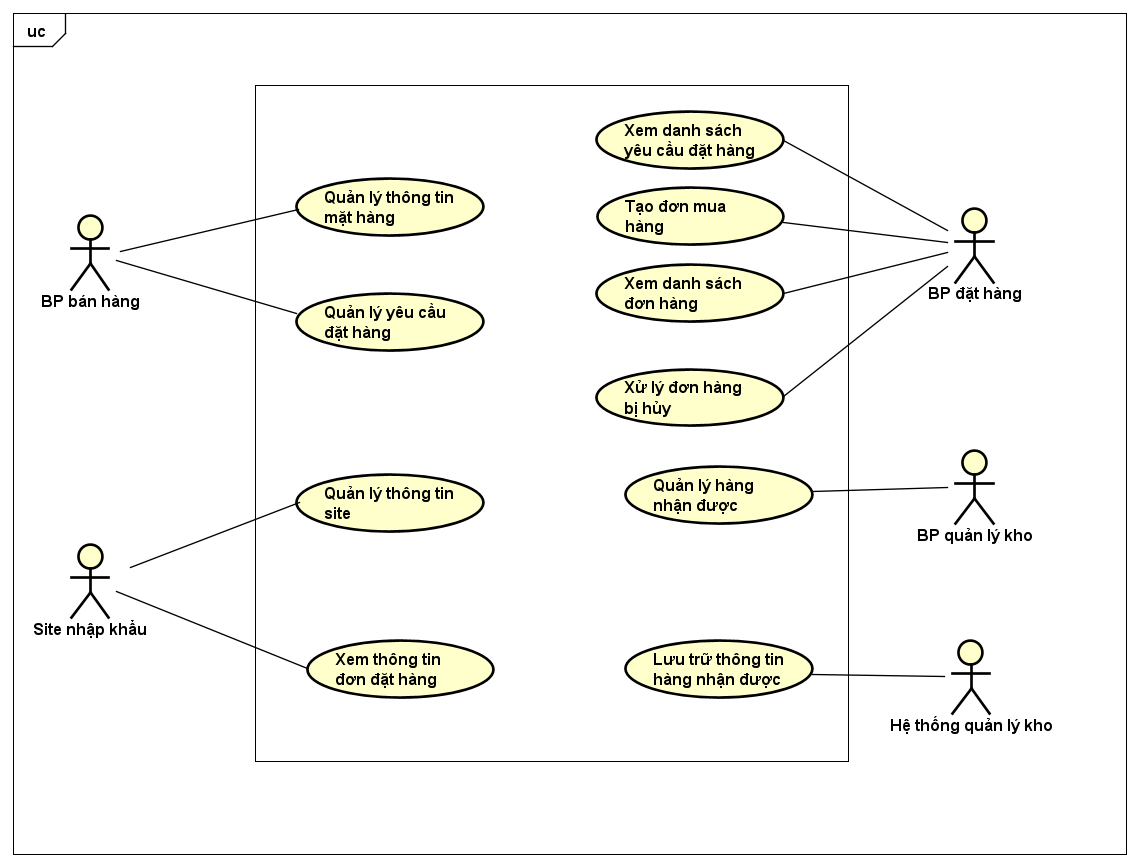 uc
Xem danh sách
yêu cầu đặt hàng
Quản lý thông tin
mặt hàng
Tạo đơn mua
hàng
BP bán hàng
BP đặt hàng
Xem danh sách
đơn hàng
Quản lý yêu cầu
đặt hàng
Xử lý đơn hàng
bị hủy
Quản lý thông tin
site
Quản lý hàng
nhận được
BP quản lý kho
Site nhập khẩu
Xem thông tin
đơn đặt hàng
Lưu trữ thông tin
hàng nhận được
Hệ thống quản lý kho